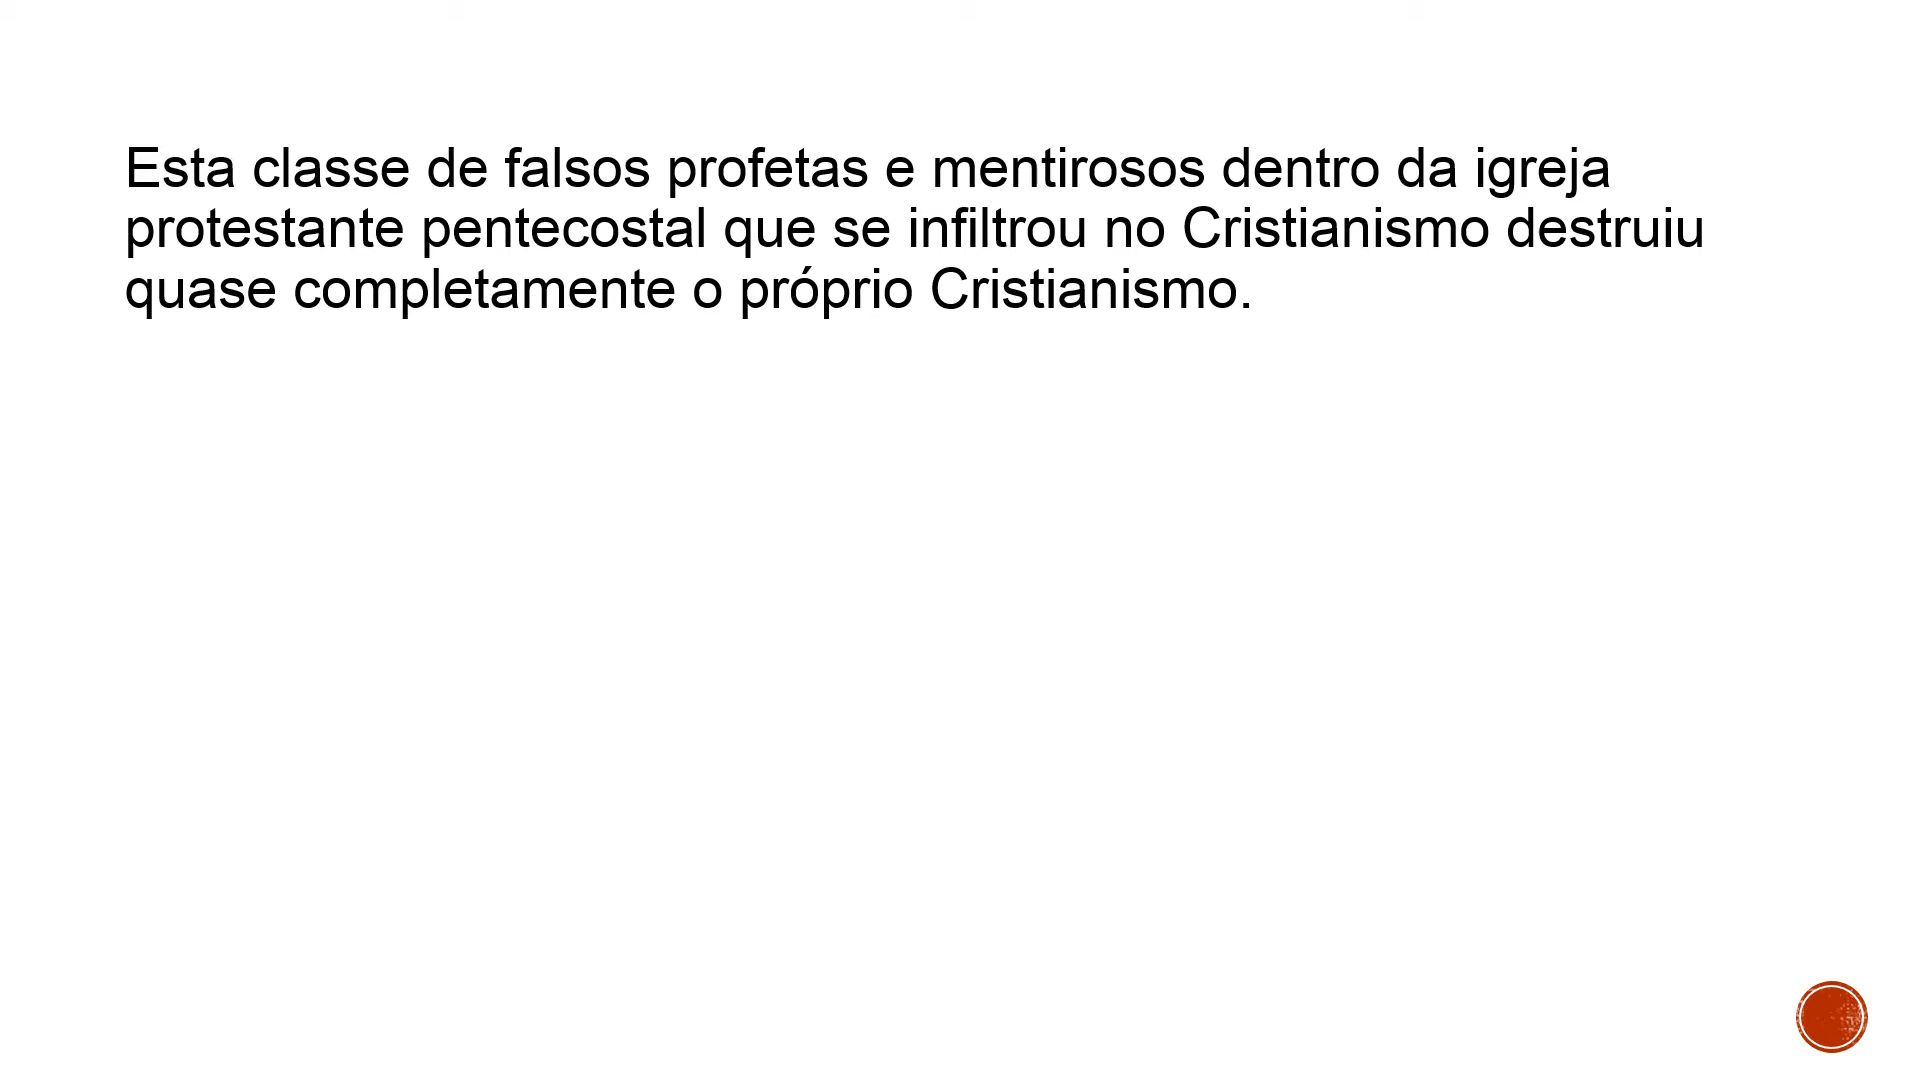 Esta classe de falsos profetas e mentirosos dentro da igreja
protestante pentecostal que se infiltrou no Cristianismo destruiu
quase completamente o próprio Cristianismo.